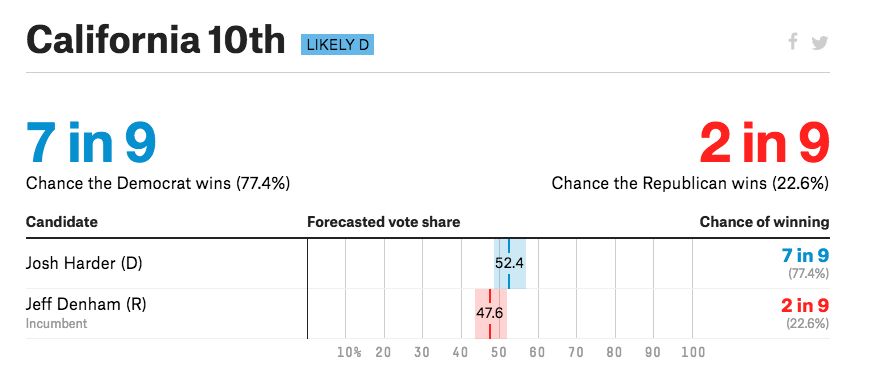 California 10th LIKELY D
7 in 9 2 in 9
Chance the Democrat wins (77.4%) Chance the Republican wins (22.6%)
Candidate Forecasted vote share Chance of winning
Josh Harder (D) 52.4 7 in 9
(77.4%)
Jeff Denham (R) 47.6 2 in 9
Incumbent (22.6%)
10% 20 30 40 50 60 70 80 90 100